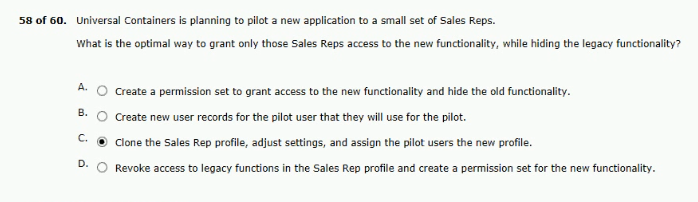 58 of 60. Universal Containers is planning to pilot a new application to a small set of Sales Reps.
What is the optimal way to grant only those Sales Reps access to the new functionality, while hiding the legacy functionality?
A. Create a permission set to grant access to the new functionality and hide the old functionality.
B. Create new user records for the pilot user that they will use for the pilot.
C. Clone the Sales Rep profile, adjust settings, and assign the pilot users the new profile.
D. Revoke access to legacy functions in the Sales Rep profile and create a permission set for the new functionality.